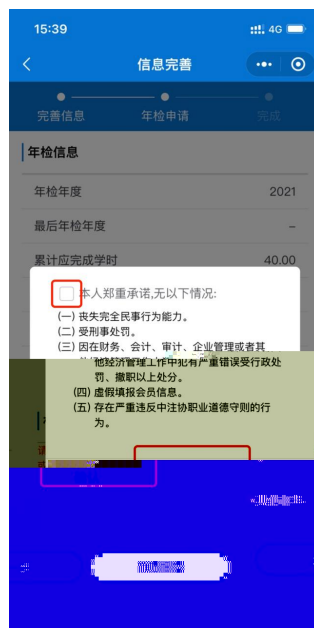 15:39
4G
信息完善
完善信息
年检申请
完成
年检信息
年检年度
2021
最后年检年度
–
累计应完成学时
40.00
本人郑重承诺,无以下情况:
(一) 丧失完全民事行为能力。
(二) 受刑事处罚。
(三) 因在财务、会计、审计、企业管理或者其
他经济管理工作中犯有严重错误受行政处
罚、撤职以上处分。
(四) 虚假填报会员信息。
(五) 存在严重违反中注协职业道德守则的行
为。